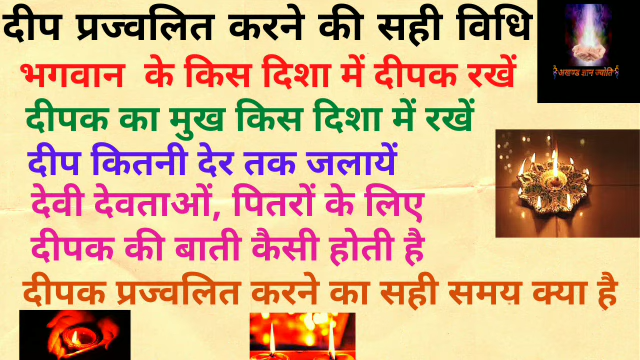 दीप प्रज्वलित करने की सही विधि
भगवान के किस दिशा में दीपक रखें
दीपक का मुख किस दिशा में रखें
दीप कितनी देर तक जलायें
देवी देवताओं, पितरों के लिए
दीपक की बाती कैसी होती है
दीपक प्रज्वलित करने का सही समय क्या है
अखण्ड ज्ञान ज्योति